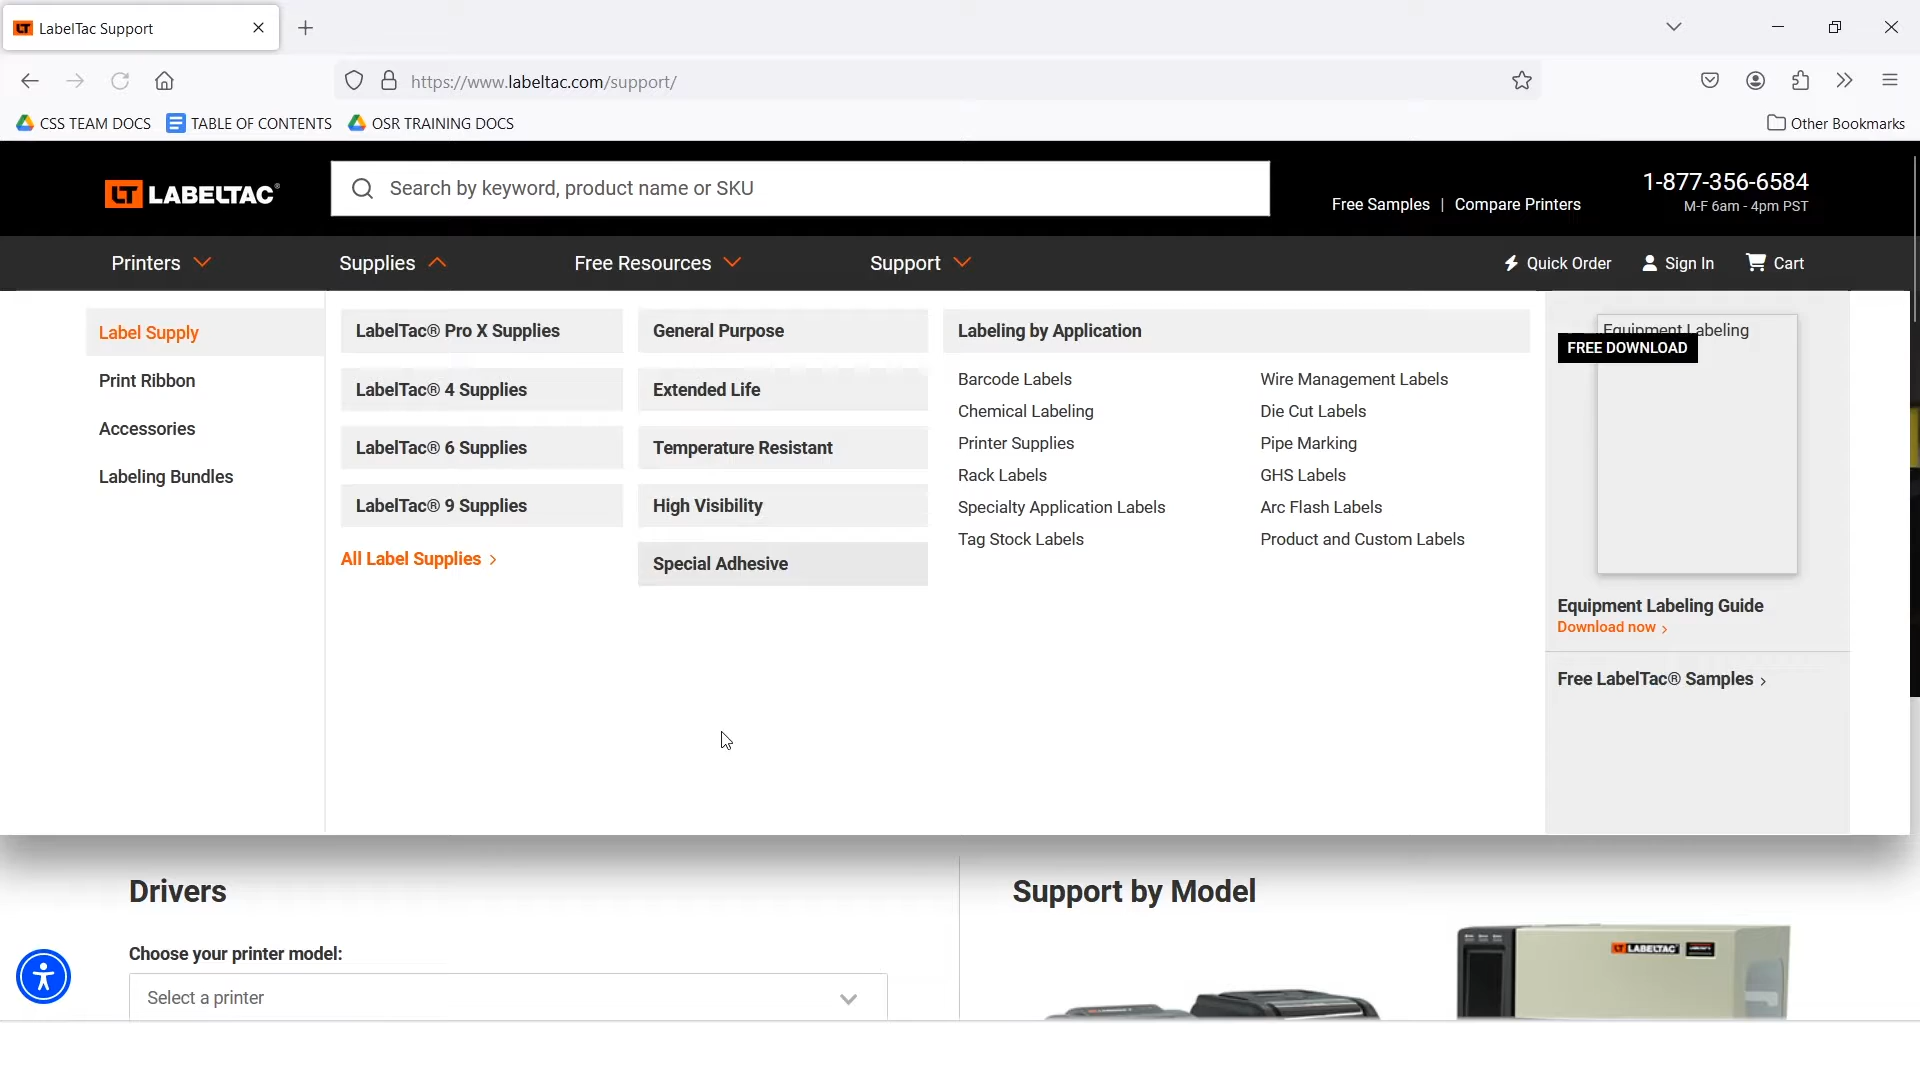 LabelTac Support
https://www.labeltac.com/support/
CSS TEAM DOCS
TABLE OF CONTENTS
OSR TRAINING DOCS
Other Bookmarks
LT LABELTAC®
Search by keyword, product name or SKU
Free Samples | Compare Printers
1-877-356-6584
M-F 6am - 4pm PST
Printers
Supplies
Free Resources
Support
Quick Order
Sign In
Cart
Label Supply
Print Ribbon
Accessories
Labeling Bundles
LabelTac® Pro X Supplies
LabelTac® 4 Supplies
LabelTac® 6 Supplies
LabelTac® 9 Supplies
All Label Supplies >
General Purpose
Extended Life
Temperature Resistant
High Visibility
Special Adhesive
Labeling by Application
Barcode Labels
Chemical Labeling
Printer Supplies
Rack Labels
Specialty Application Labels
Tag Stock Labels
Wire Management Labels
Die Cut Labels
Pipe Marking
GHS Labels
Arc Flash Labels
Product and Custom Labels
Equipment Labeling
FREE DOWNLOAD
Equipment Labeling Guide
Download now >
Free LabelTac® Samples >
Drivers
Choose your printer model:
Select a printer
Support by Model
LT LABELTAC